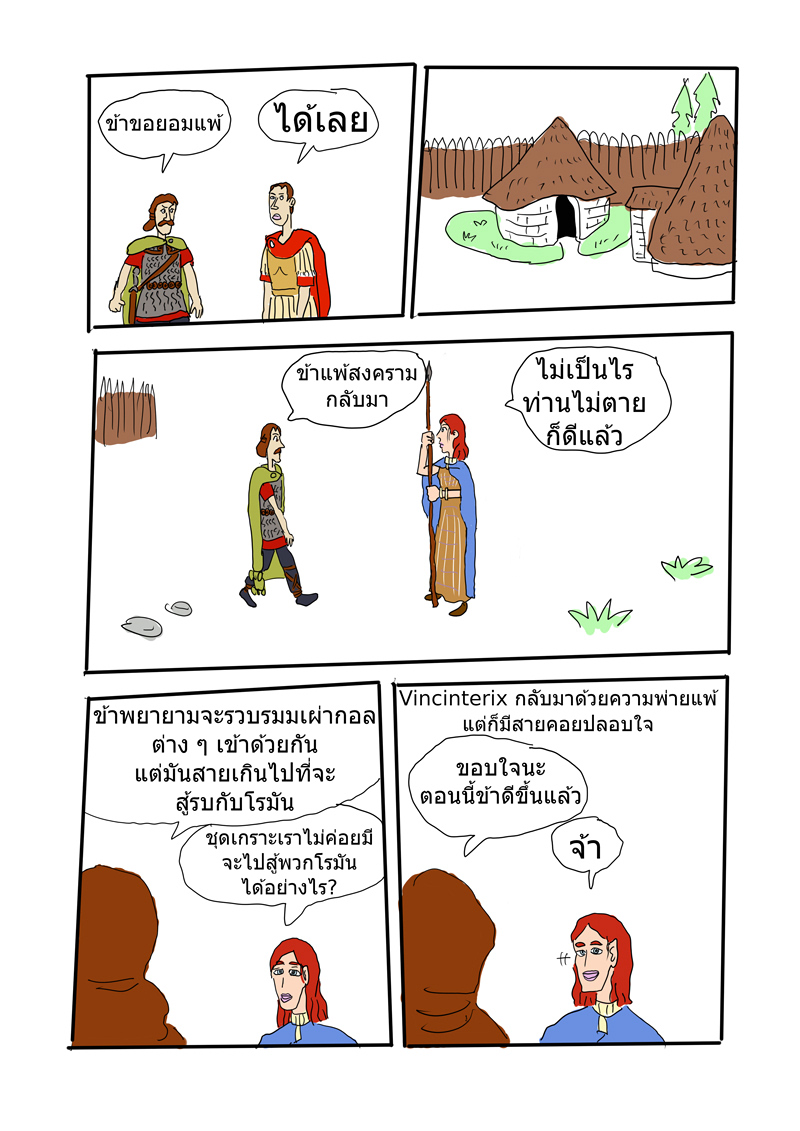 ข้าขอยอมแพ้
ได้เลย
ข้าแพ้สงคราม
กลับมา
ไม่เป็นไร
ท่านไม่ตาย
ก็ดีแล้ว
ข้าพยายามจะรวบรมมเผ่ากอล
ต่าง ๆ เข้าด้วยกัน
แต่มันสายเกินไปที่จะ
สู้รบกับโรมัน
ชุดเกราะเราไม่ค่อยมี
จะไปสู้พวกโรมัน
ได้อย่างไร?
Vincinterix กลับมาด้วยความพ่ายแพ้
แต่ก็มีสายคอยปลอบใจ
ขอบใจนะ
ตอนนี้ข้าดีขึ้นแล้ว
จ้า